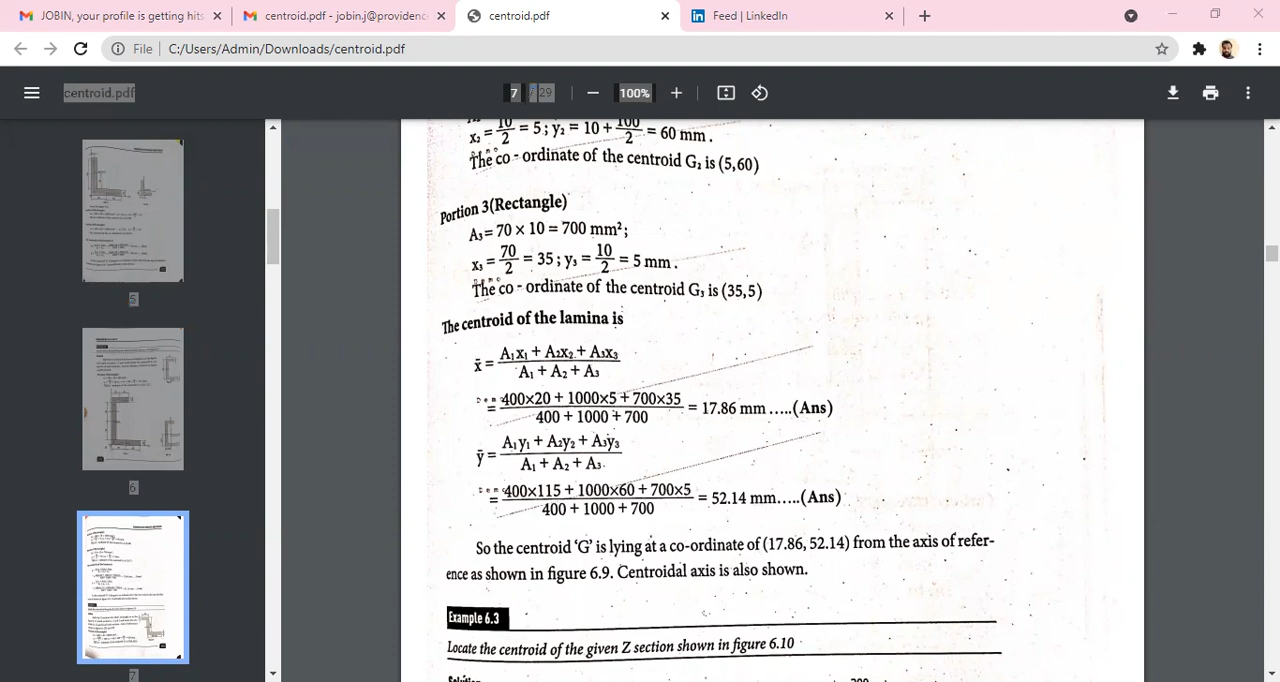 JOBIN, your profile is getting hits
centroid.pdf - jobin.j@providence
centroid.pdf
Feed | LinkedIn
File C:/Users/Admin/Downloads/centroid.pdf
centroid.pdf
7 / 29
100%
5
6
7
x₂ = 10/2 = 5 ; y₂ = 10 + 100/2 = 60 mm .
The co - ordinate of the centroid G₂ is (5,60)
Portion 3(Rectangle)
A₃ = 70 × 10 = 700 mm² ;
x₃ = 70/2 = 35 ; y₃ = 10/2 = 5 mm .
The co - ordinate of the centroid G₃ is (35,5)
The centroid of the lamina is
x̄ = A₁x₁ + A₂x₂ + A₃x₃ / A₁ + A₂ + A₃
= 400×20 + 1000×5 + 700×35 / 400 + 1000 + 700 = 17.86 mm .....(Ans)
ȳ = A₁y₁ + A₂y₂ + A₃y₃ / A₁ + A₂ + A₃
= 400×115 + 1000×60 + 700×5 / 400 + 1000 + 700 = 52.14 mm.....(Ans)
So the centroid 'G' is lying at a co-ordinate of (17.86,52.14) from the axis of refer-
ence as shown in figure 6.9. Centroidal axis is also shown.
Example 6.3
Locate the centroid of the given Z section shown in figure 6.10
Solution
200